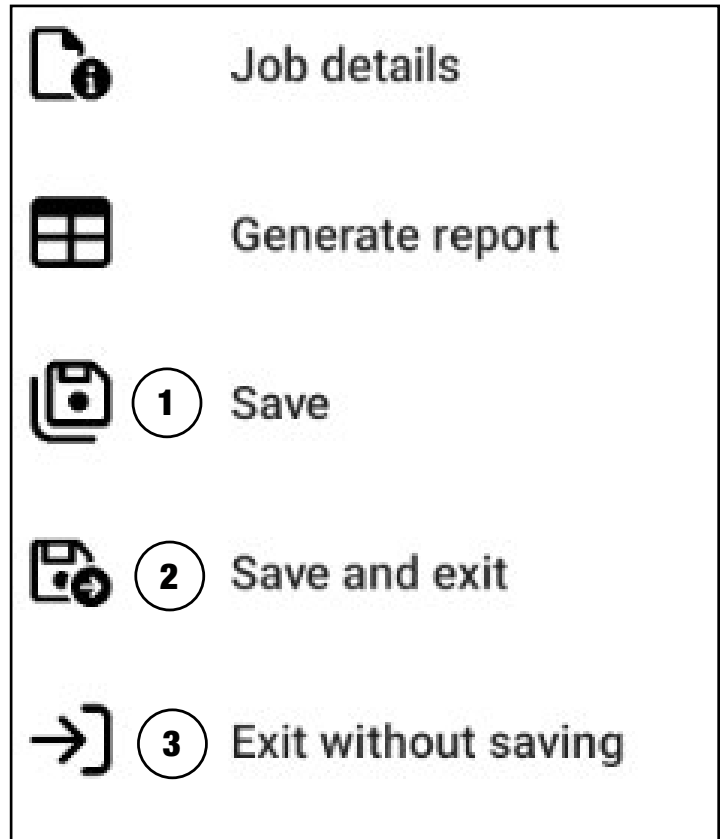 Job details
Generate report
1 Save
2 Save and exit
3 Exit without saving